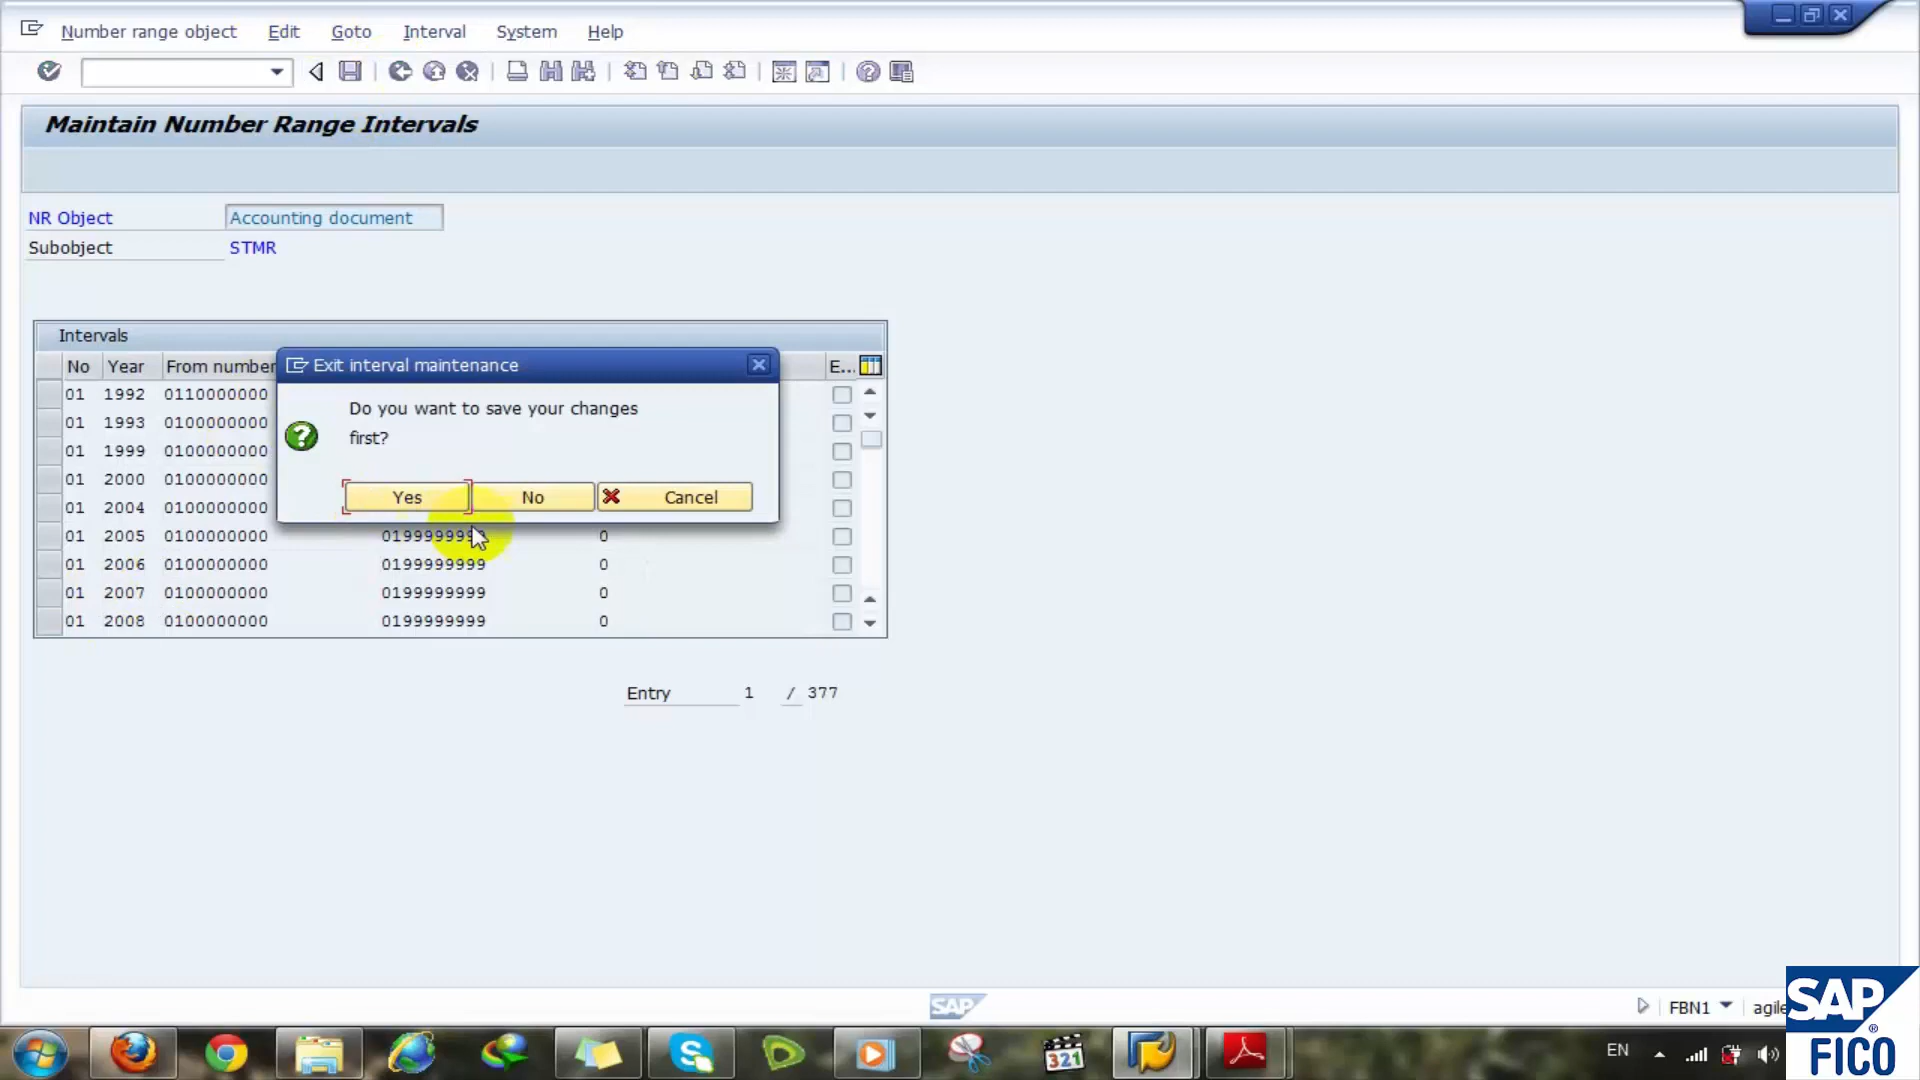 Number range object Edit Goto Interval System Help
Maintain Number Range Intervals
NR Object Accounting document
Subobject STMR
Intervals
No Year From number E...
01 1992 0110000000
01 1993 0100000000
01 1999 0100000000
01 2000 0100000000
01 2004 0100000000
01 2005 0100000000 0199999999 0
01 2006 0100000000 0199999999 0
01 2007 0100000000 0199999999 0
01 2008 0100000000 0199999999 0
Exit interval maintenance
Do you want to save your changes
first?
Yes No Cancel
Entry 1 / 377
SAP
FBN1 agile
SAP
®
FICO
321
EN